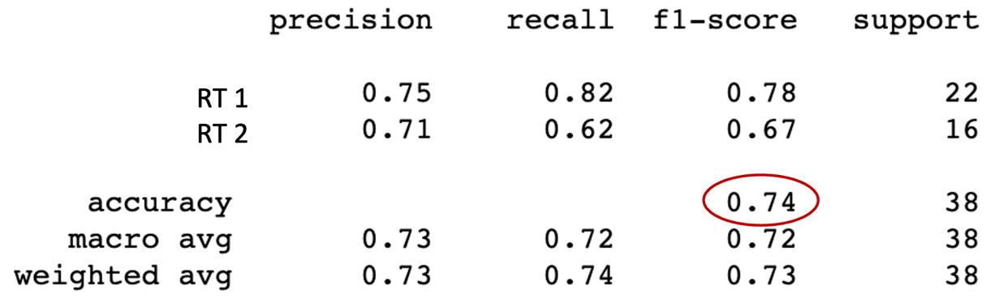 precision recall f1-score support
RT 1 0.75 0.82 0.78 22
RT 2 0.71 0.62 0.67 16
accuracy 0.74 38
macro avg 0.73 0.72 0.72 38
weighted avg 0.73 0.74 0.73 38